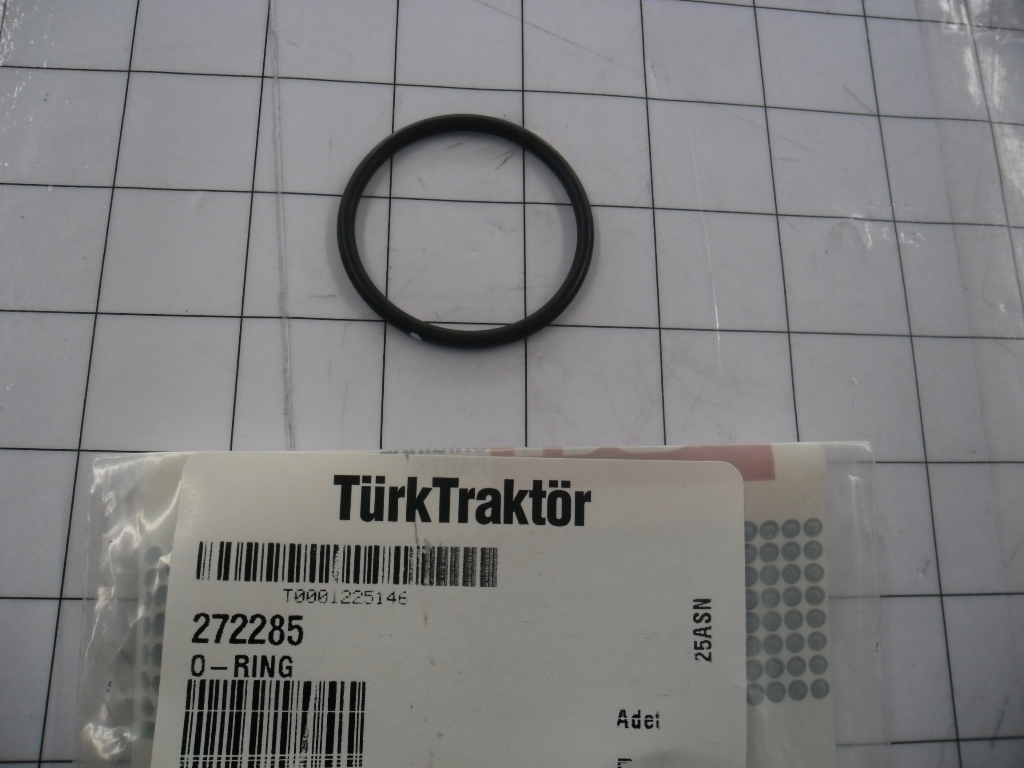 TürkTraktör
T0001225146
272285
O-RING
25ASN
Adet